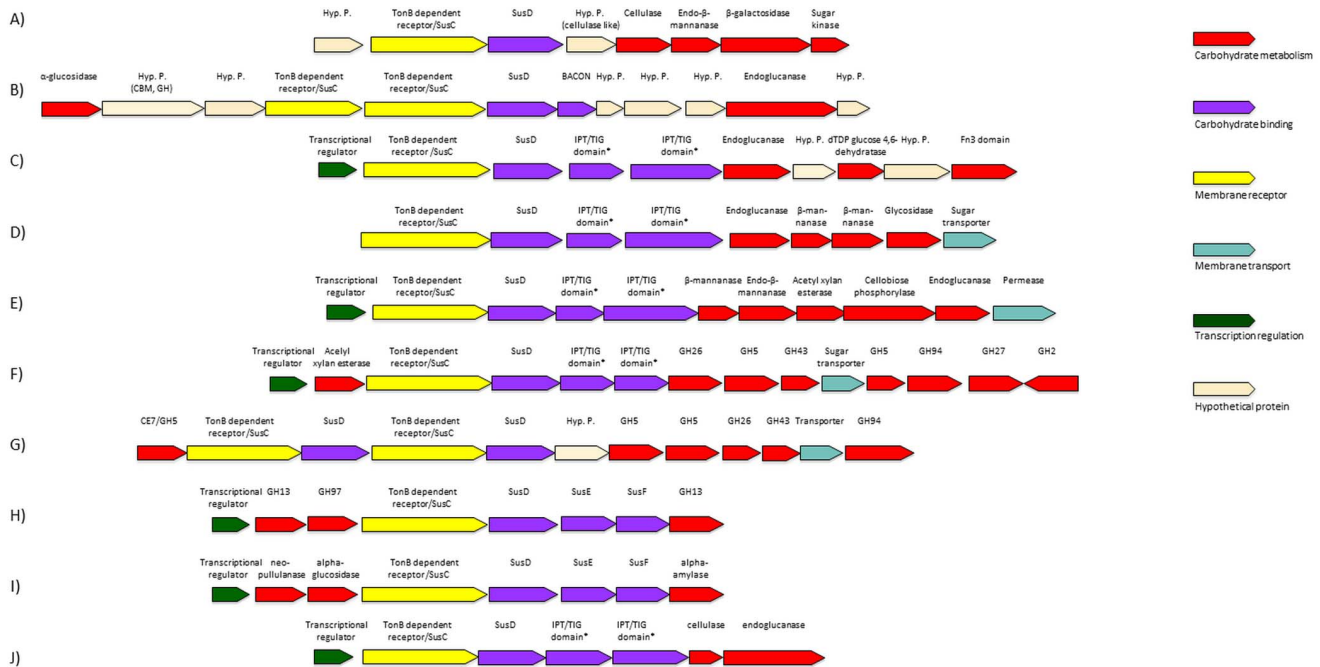 A)
Hyp. P.
TonB dependent
receptor/SusC
SusD
Hyp. P.
(cellulase like)
Cellulase
Endo-β-
mannanase
β-galactosidase
Sugar
kinase
B)
α-glucosidase
Hyp. P.
(CBM, GH)
Hyp. P.
TonB dependent
receptor/SusC
TonB dependent
receptor/SusC
SusD
BACON
Hyp. P.
Hyp. P.
Hyp. P.
Endoglucanase
Hyp. P.
C)
Transcriptional
regulator
TonB dependent
receptor/SusC
SusD
IPT/TIG
domain*
IPT/TIG
domain*
Endoglucanase
Hyp. P.
dTDP glucose 4,6-
dehydratase
Hyp. P.
Fn3 domain
D)
TonB dependent
receptor/SusC
SusD
IPT/TIG
domain*
IPT/TIG
domain*
Endoglucanase
β-man-
nanase
β-man-
nanase
Glycosidase
Sugar
transporter
E)
Transcriptional
regulator
TonB dependent
receptor/SusC
SusD
IPT/TIG
domain*
IPT/TIG
domain*
β-mannanase
Endo-β-
mannanase
Acetyl xylan
esterase
Cellobiose
phosphorylase
Endoglucanase
Permease
F)
Transcriptional
regulator
Acelyl
xylan esterase
TonB dependent
receptor/SusC
SusD
IPT/TIG
domain*
IPT/TIG
domain*
GH26
GH5
GH43
Sugar
transporter
GH5
GH94
GH27
GH2
G)
CE7/GH5
TonB dependent
receptor/SusC
SusD
TonB dependent
receptor/SusC
SusD
Hyp. P.
GH5
GH5
GH26
GH43
Transporter
GH94
H)
Transcriptional
regulator
GH13
GH97
TonB dependent
receptor/SusC
SusD
SusE
SusF
GH13
I)
Transcriptional
regulator
neo-
pullulanase
alpha-
glucosidase
TonB dependent
receptor/SusC
SusD
SusE
SusF
alpha-
amylase
J)
Transcriptional
regulator
TonB dependent
receptor/SusC
SusD
IPT/TIG
domain*
IPT/TIG
domain*
cellulase
endoglucanase
Carbohydrate metabolism
Carbohydrate binding
Membrane receptor
Membrane transport
Transcription regulation
Hypothetical protein